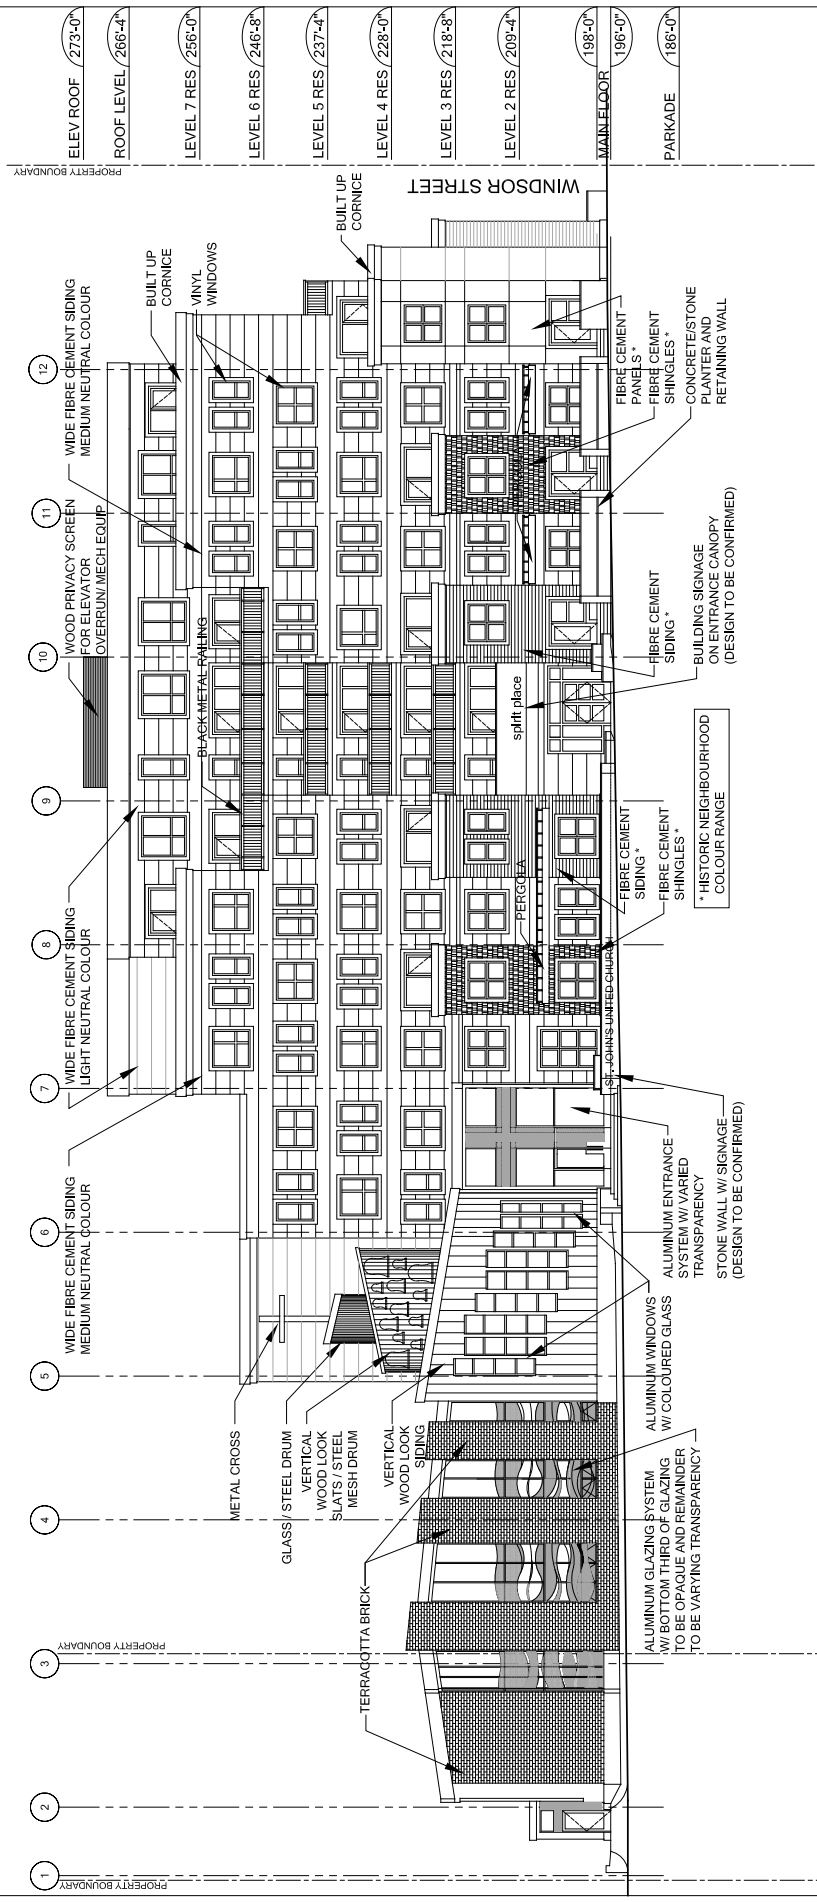 ELEV ROOF 273'-0"
ROOF LEVEL 266'-4"
LEVEL 7 RES 256'-0"
LEVEL 6 RES 246'-8"
LEVEL 5 RES 237'-4"
LEVEL 4 RES 228'-0"
LEVEL 3 RES 218'-8"
LEVEL 2 RES 209'-4"
198'-0"
MAIN FLOOR 196'-0"
PARKADE 186'-0"
PROPERTY BOUNDARY
WINDSOR STREET
BUILT UP
CORNICE
BUILT UP
CORNICE
VINYL
WINDOWS
WIDE FIBRE CEMENT SIDING
MEDIUM NEUTRAL COLOUR
12
11
WOOD PRIVACY SCREEN
FOR ELEVATOR
OVERRUN/ MECH EQUIP
10
BLACK METAL RAILING
9
WIDE FIBRE CEMENT SIDING
LIGHT NEUTRAL COLOUR
8
7
WIDE FIBRE CEMENT SIDING
MEDIUM NEUTRAL COLOUR
6
5
METAL CROSS
GLASS / STEEL DRUM
VERTICAL
WOOD LOOK
SLATS / STEEL
MESH DRUM
VERTICAL
WOOD LOOK
SIDING
4
TERRACOTTA BRICK
3
PROPERTY BOUNDARY
2
1
PROPERTY BOUNDARY
FIBRE CEMENT
PANELS *
FIBRE CEMENT
SHINGLES *
CONCRETE/STONE
PLANTER AND
RETAINING WALL
FIBRE CEMENT
SIDING *
BUILDING SIGNAGE
ON ENTRANCE CANOPY
(DESIGN TO BE CONFIRMED)
spirit place
* HISTORIC NEIGHBOURHOOD
COLOUR RANGE
PERGOLA
FIBRE CEMENT
SIDING *
FIBRE CEMENT
SHINGLES *
ST. JOHN'S UNITED CHURCH
STONE WALL W/ SIGNAGE
(DESIGN TO BE CONFIRMED)
ALUMINUM ENTRANCE
SYSTEM W/ VARIED
TRANSPARENCY
ALUMINUM WINDOWS
W/ COLOURED GLASS
ALUMINUM GLAZING SYSTEM
W/ BOTTOM THIRD OF GLAZING
TO BE OPAQUE AND REMAINDER
TO BE VARYING TRANSPARENCY